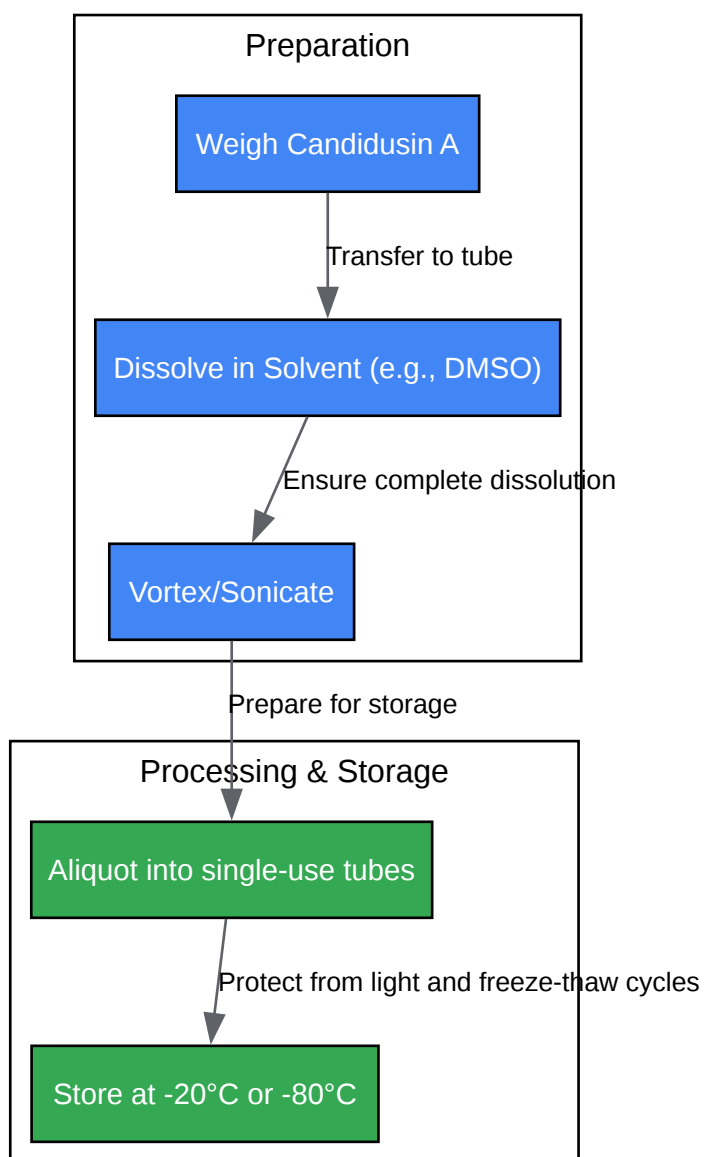 Preparation
Weigh Candidusin A
Transfer to tube
Dissolve in Solvent (e.g., DMSO)
Ensure complete dissolution
Vortex/Sonicate
Prepare for storage
Processing & Storage
Aliquot into single-use tubes
Protect from light and freeze-thaw cycles
Store at -20°C or -80°C